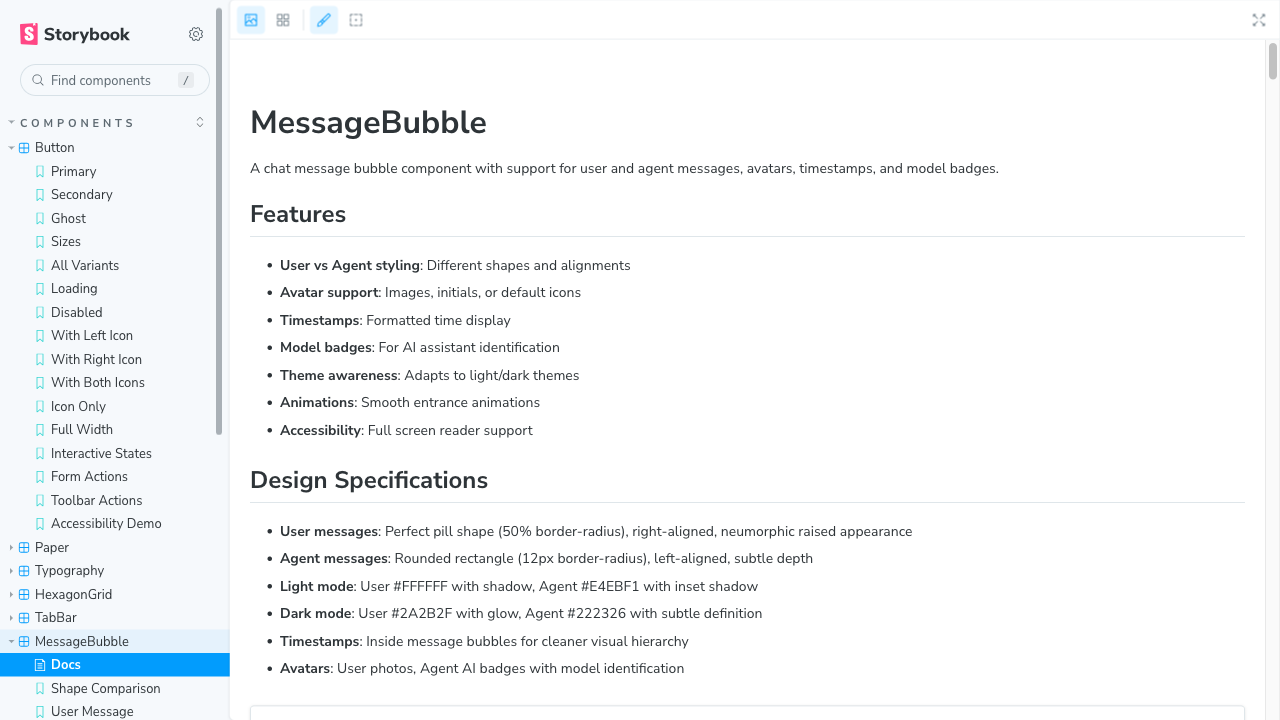 Storybook
Find components /
COMPONENTS
Button
Primary
Secondary
Ghost
Sizes
All Variants
Loading
Disabled
With Left Icon
With Right Icon
With Both Icons
Icon Only
Full Width
Interactive States
Form Actions
Toolbar Actions
Accessibility Demo
Paper
Typography
HexagonGrid
TabBar
MessageBubble
Docs
Shape Comparison
User Message
MessageBubble
A chat message bubble component with support for user and agent messages, avatars, timestamps, and model badges.
Features
• User vs Agent styling: Different shapes and alignments
• Avatar support: Images, initials, or default icons
• Timestamps: Formatted time display
• Model badges: For AI assistant identification
• Theme awareness: Adapts to light/dark themes
• Animations: Smooth entrance animations
• Accessibility: Full screen reader support
Design Specifications
• User messages: Perfect pill shape (50% border-radius), right-aligned, neumorphic raised appearance
• Agent messages: Rounded rectangle (12px border-radius), left-aligned, subtle depth
• Light mode: User #FFFFFF with shadow, Agent #E4EBF1 with inset shadow
• Dark mode: User #2A2B2F with glow, Agent #222326 with subtle definition
• Timestamps: Inside message bubbles for cleaner visual hierarchy
• Avatars: User photos, Agent AI badges with model identification